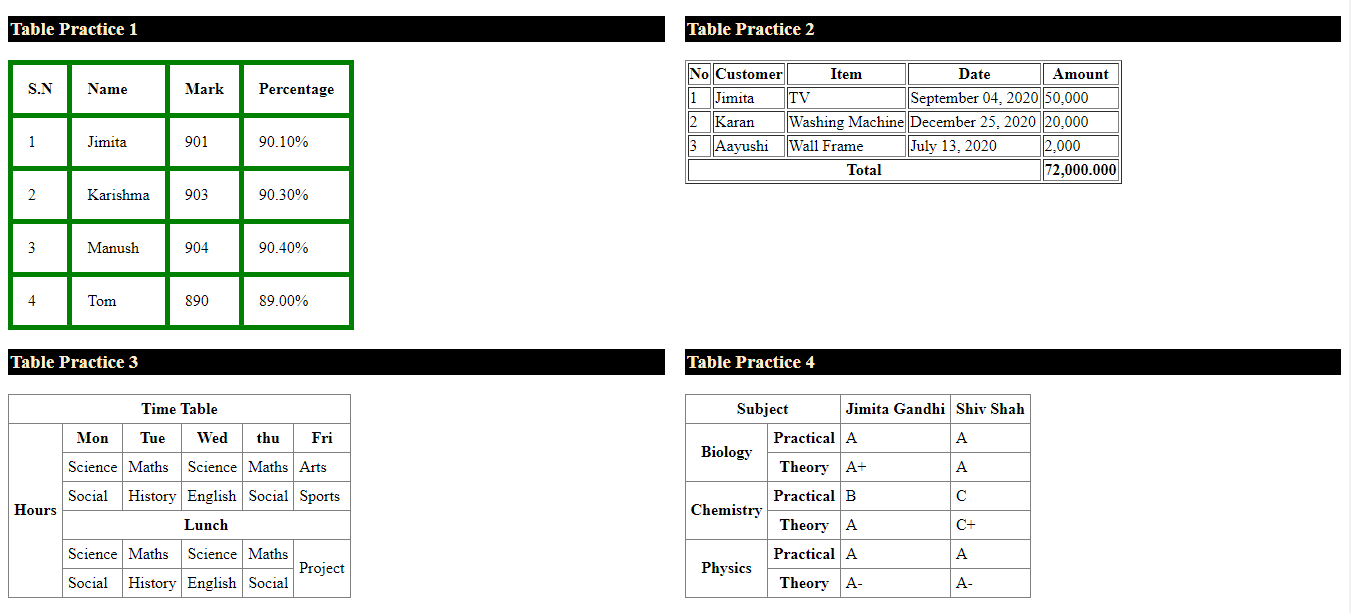 Table Practice 1
S.N Name Mark Percentage
1 Jimita 901 90.10%
2 Karishma 903 90.30%
3 Manush 904 90.40%
4 Tom 890 89.00%
Table Practice 2
No Customer Item Date Amount
1 Jimita TV September 04, 2020 50,000
2 Karan Washing Machine December 25, 2020 20,000
3 Aayushi Wall Frame July 13, 2020 2,000
Total 72,000.000
Table Practice 3
Time Table
Hours
Mon Tue Wed thu Fri
Science Maths Science Maths Arts
Social History English Social Sports
Lunch
Science Maths Science Maths Project
Social History English Social
Table Practice 4
Subject Jimita Gandhi Shiv Shah
Biology Practical A A
Theory A+ A
Chemistry Practical B C
Theory A C+
Physics Practical A A
Theory A- A-